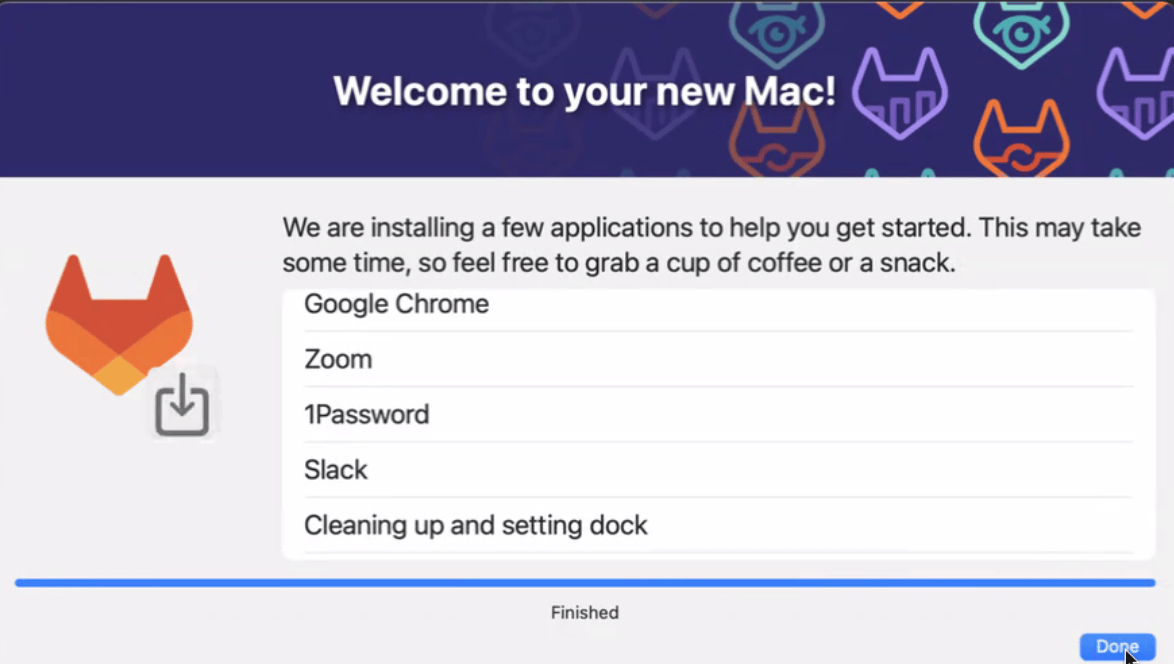 Welcome to your new Mac!
We are installing a few applications to help you get started. This may take
some time, so feel free to grab a cup of coffee or a snack.
Google Chrome
Zoom
1Password
Slack
Cleaning up and setting dock
Finished
Done